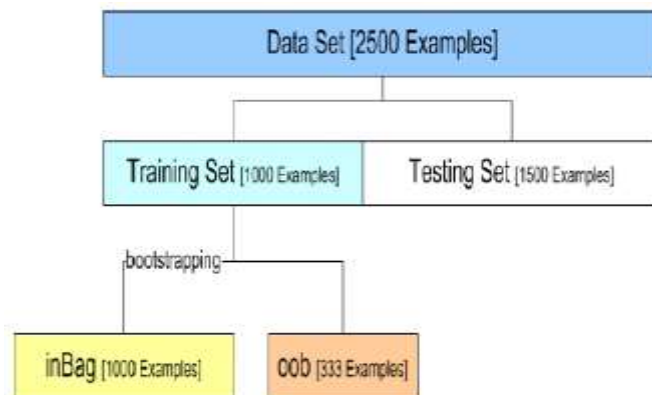 Data Set [2500 Examples]
Training Set [1000 Examples]
Testing Set [1500 Examples]
bootstrapping
inBag [1000 Examples]
oob [333 Examples]